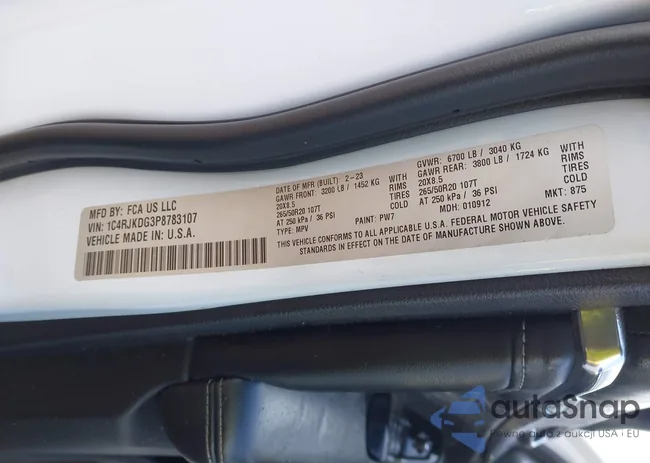 MFD BY: FCA US LLC
VIN: 1C4RJKDG3P8783107
VEHICLE MADE IN: U.S.A.
DATE OF MFR (BUILT): 2-23
GAWR FRONT: 3200 LB / 1452 KG
20X8.5
265/50R20 107T
AT 250 kPa / 36 PSI
TYPE: MPV
WITH
RIMS
TIRES
COLD
PAINT: PW7
GVWR: 6700 LB / 3040 KG
GAWR REAR: 3800 LB / 1724 KG
20X8.5
265/50R20 107T
AT 250 kPa / 36 PSI
MDH: 010912
WITH
RIMS
TIRES
COLD
MKT: 875
THIS VEHICLE CONFORMS TO ALL APPLICABLE U.S.A. FEDERAL MOTOR VEHICLE SAFETY
STANDARDS IN EFFECT ON THE DATE OF MANUFACTURE SHOWN ABOVE.
autoSnap
pewny auto z aukcji USA i EU